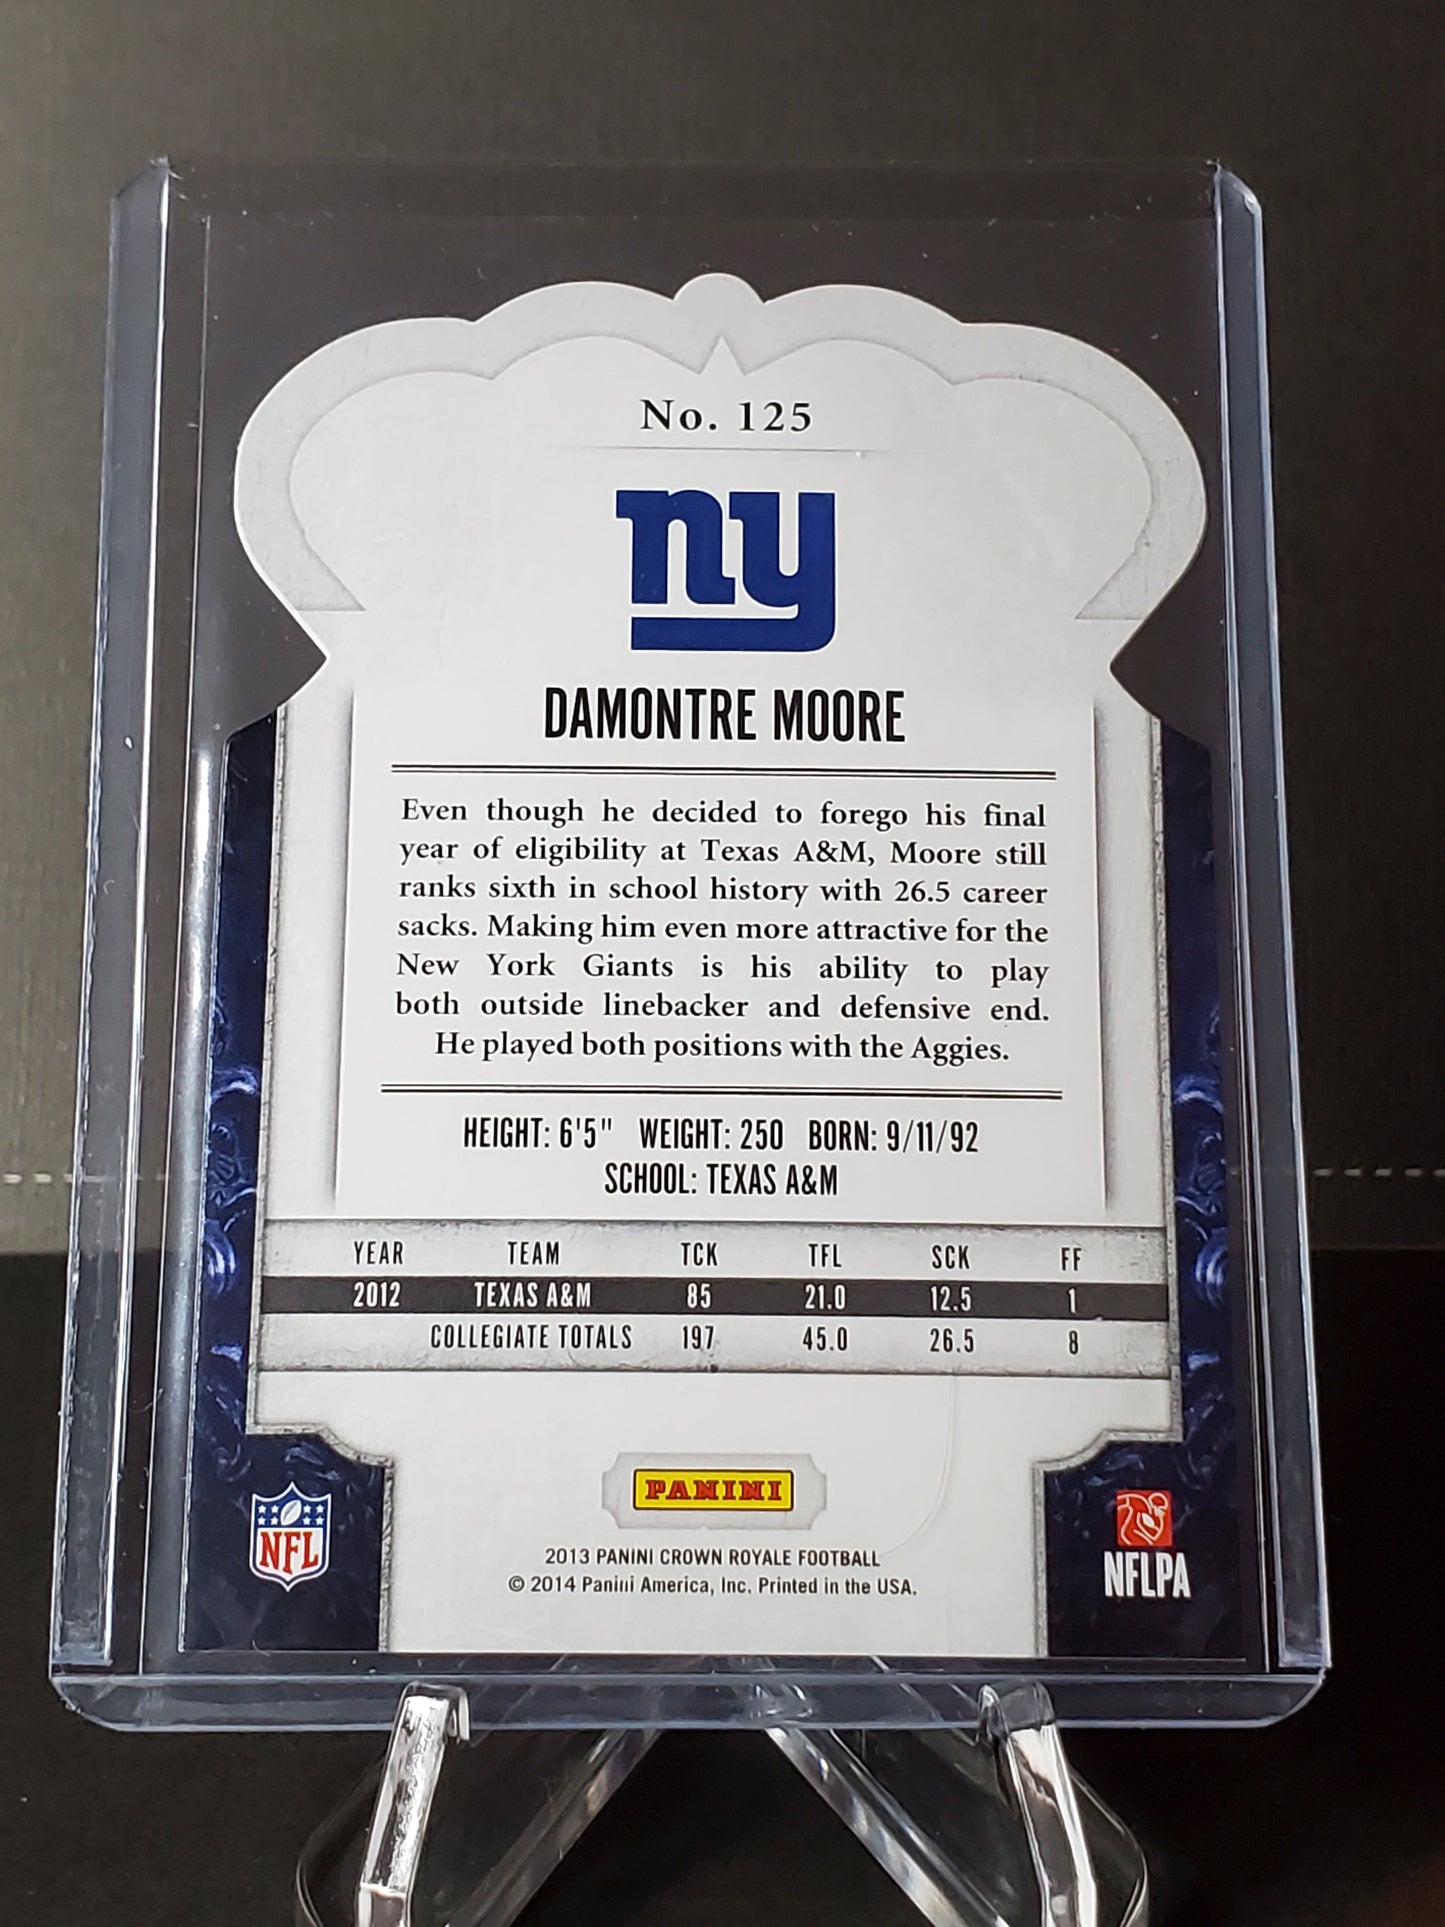 No. 125
ny
DAMONTRE MOORE
Even though he decided to forego his final
year of eligibility at Texas A&M, Moore still
ranks sixth in school history with 26.5 career
sacks. Making him even more attractive for the
New York Giants is his ability to play
both outside linebacker and defensive end.
He played both positions with the Aggies.
HEIGHT: 6'5" WEIGHT: 250 BORN: 9/11/92
SCHOOL: TEXAS A&M
YEAR TEAM TCK TFL SCK FF
2012 TEXAS A&M 85 21.0 12.5 1
COLLEGIATE TOTALS 197 45.0 26.5 8
PANINI
NFL
NFLPA
2013 PANINI CROWN ROYALE FOOTBALL
© 2014 Panini America, Inc. Printed in the USA.